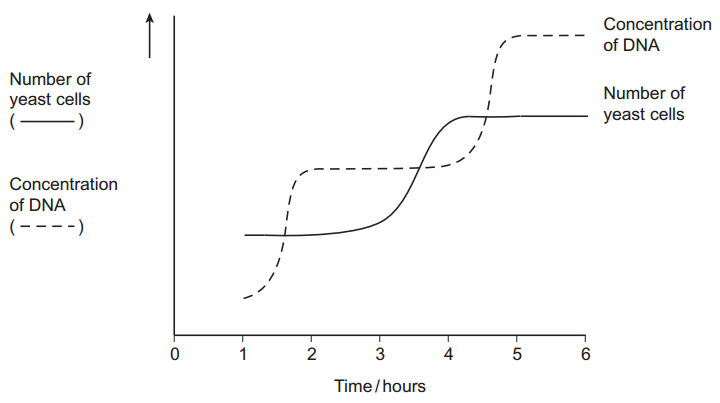 Number of
yeast cells
( ——— )
Concentration
of DNA
( – – – – )
Concentration
of DNA
Number of
yeast cells
0 1 2 3 4 5 6
Time / hours